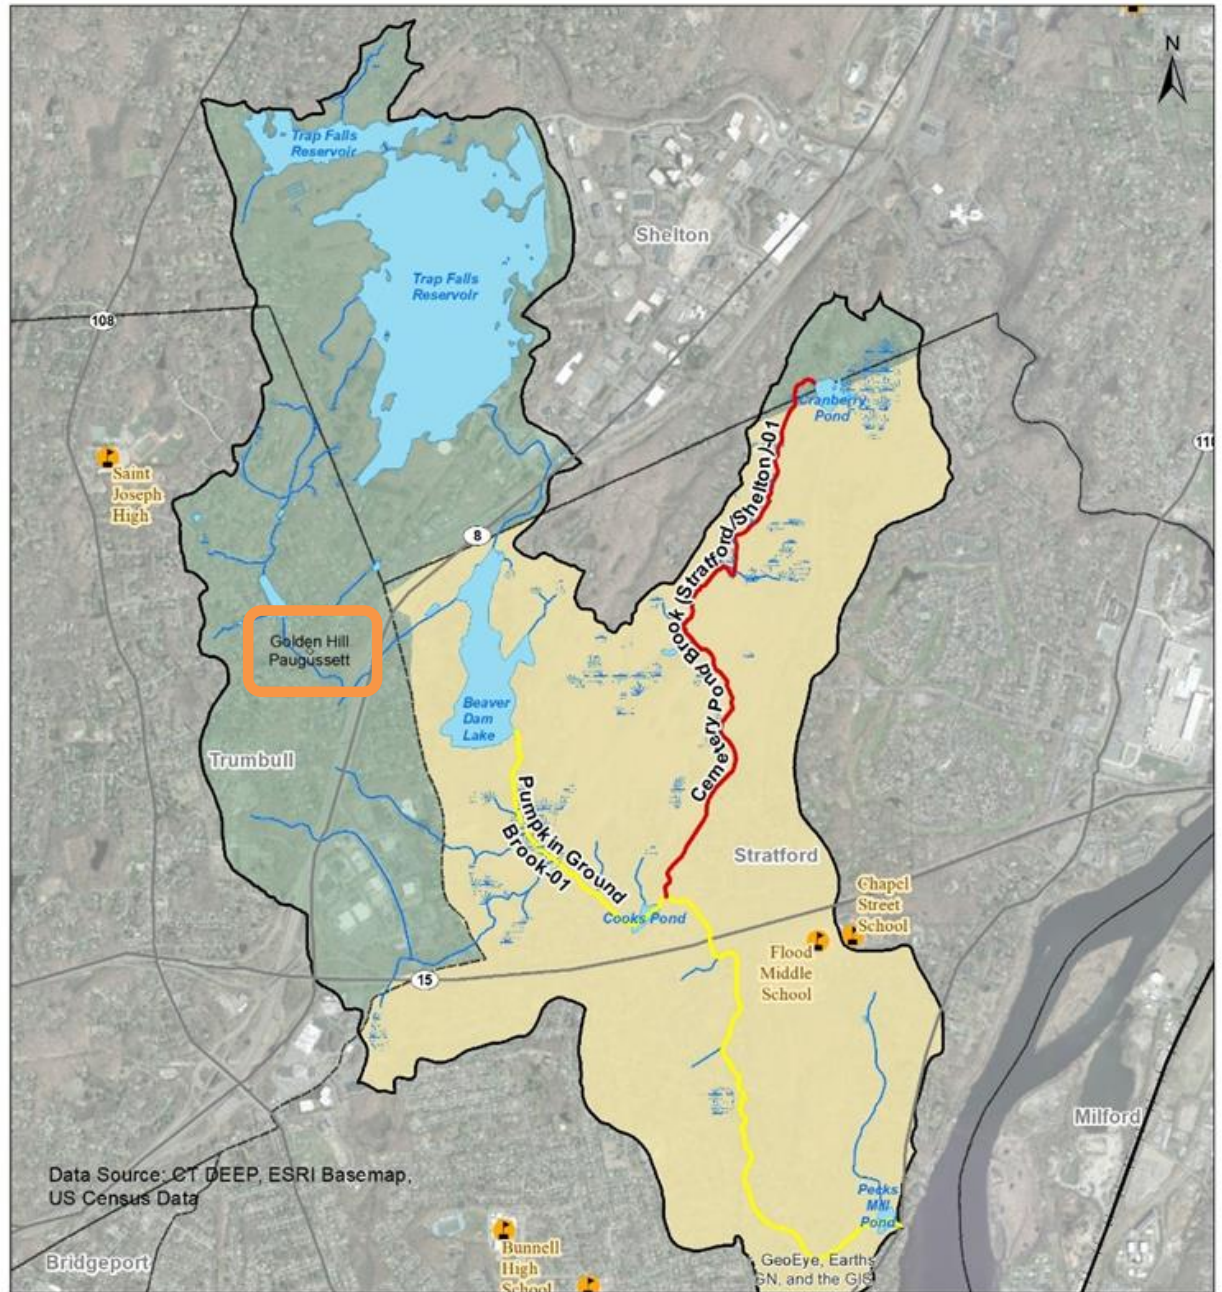 N
Trap Falls
Reservoir
Shelton
Trap Falls
Reservoir
108
Cranberry
Pond
110
Saint
Joseph
High
Cemetery Pond Brook (Stratford/Shelton)-01
8
Golden Hill
Paugussett
Beaver
Dam
Lake
Trumbull
Pumpkin Ground
Brook-01
Stratford
Chapel
Street
School
Cooks Pond
Flood
Middle
School
15
Milford
Data Source: CT DEEP, ESRI Basemap,
US Census Data
Pecks
Mill
Pond
Bunnell
High
School
Bridgeport
GeoEye, Earths
GN, and the GIS